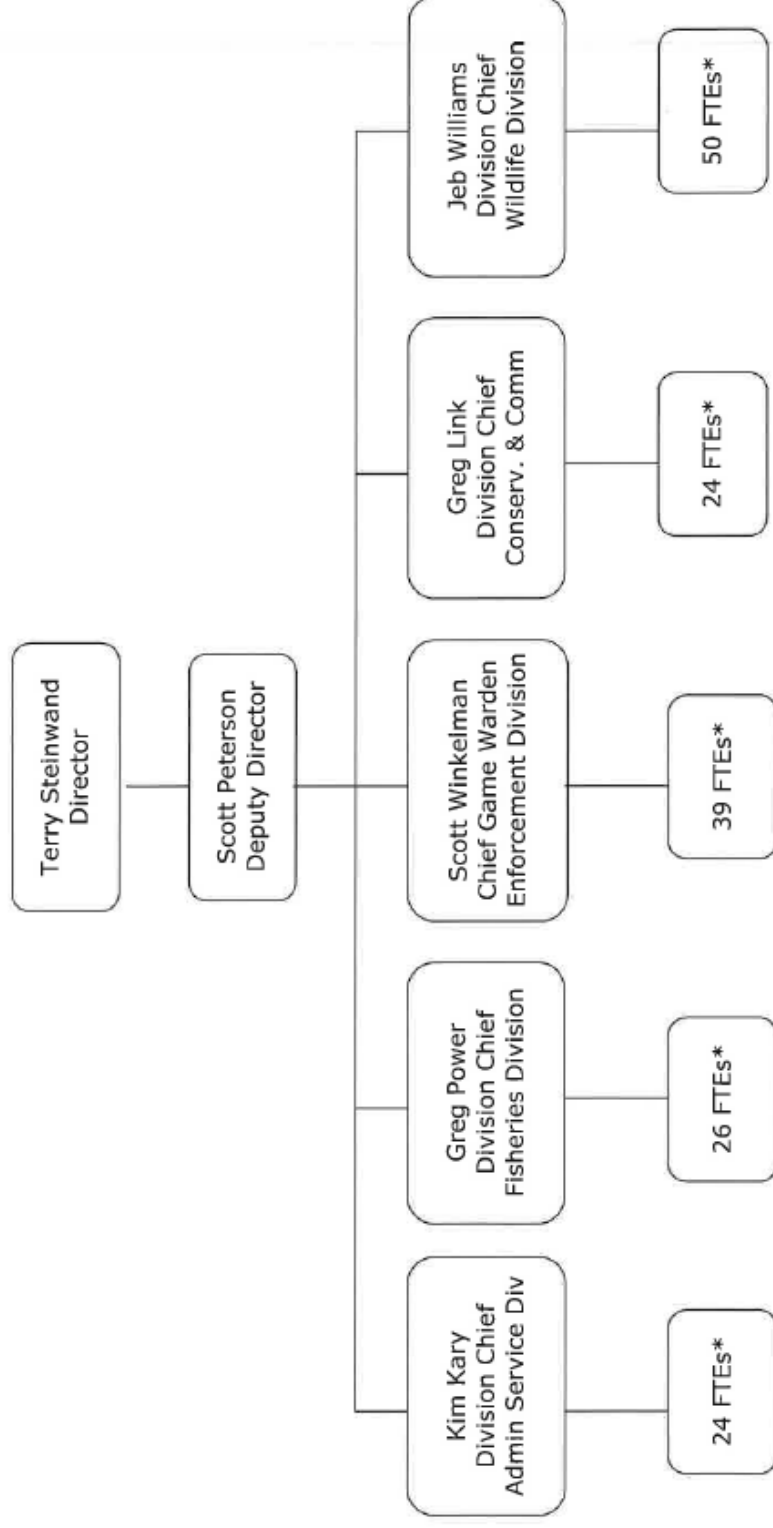 Terry Steinwand
Director
Scott Peterson
Deputy Director
Kim Kary
Division Chief
Admin Service Div
Greg Power
Division Chief
Fisheries Division
Scott Winkelman
Chief Game Warden
Enforcement Division
Greg Link
Division Chief
Conserv. & Comm
Jeb Williams
Division Chief
Wildlife Division
24 FTEs*
26 FTEs*
39 FTEs*
24 FTEs*
50 FTEs*